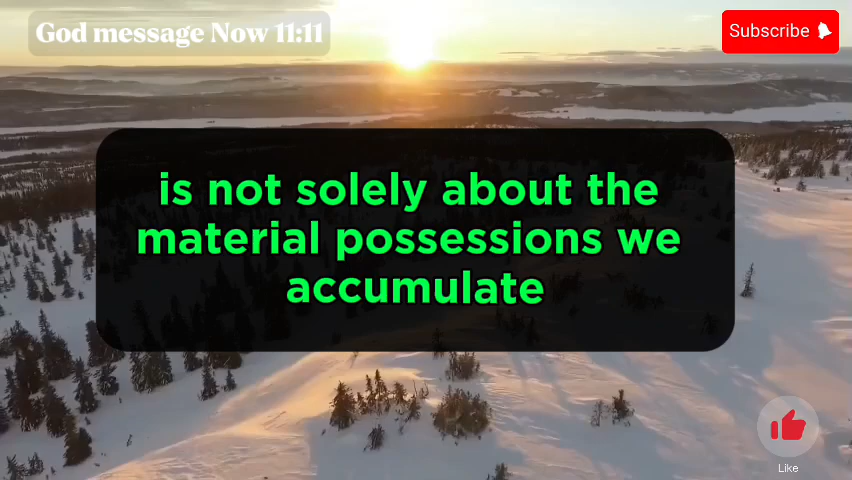 God message Now 11:11
Subscribe
is not solely about the
material possessions we
accumulate
Like